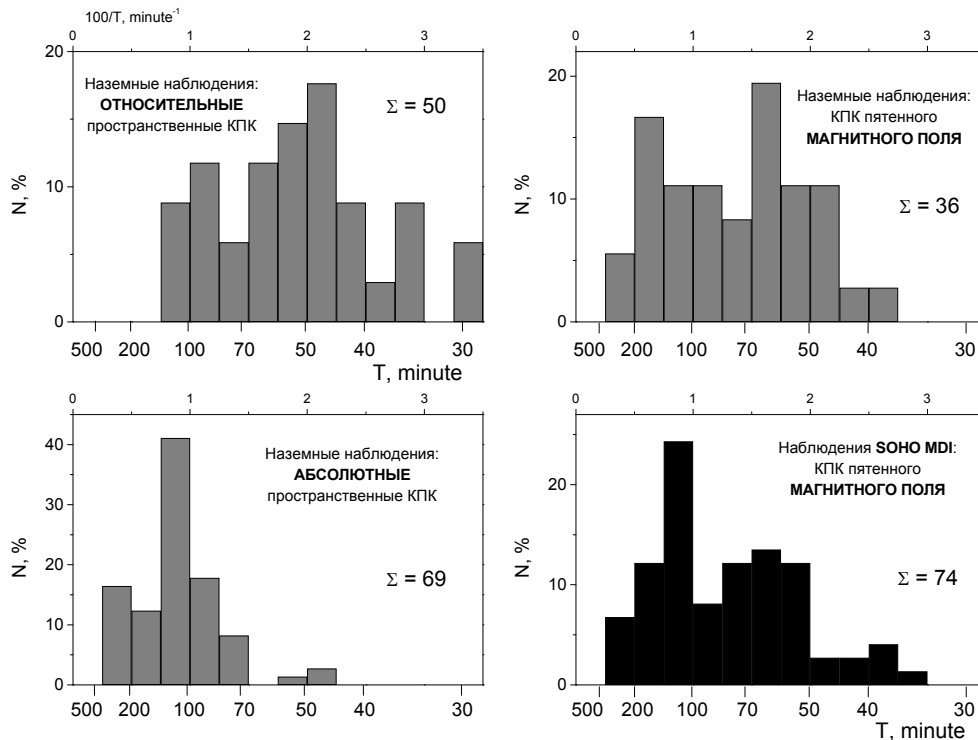 100/T, minute⁻¹
0 1 2 3
20
10
0
N, %
Наземные наблюдения:
ОТНОСИТЕЛЬНЫЕ
пространственные КПК
Σ = 50
500 200 100 70 50 40 30
T, minute
0 1 2 3
20
10
0
N, %
Наземные наблюдения:
КПК пятенного
МАГНИТНОГО ПОЛЯ
Σ = 36
500 200 100 70 50 40 30
0 1 2 3
40
30
20
10
0
N, %
Наземные наблюдения:
АБСОЛЮТНЫЕ
пространственные КПК
Σ = 69
500 200 100 70 50 40 30
0 1 2 3
20
10
0
N, %
Наблюдения SOHO MDI:
КПК пятенного
МАГНИТНОГО ПОЛЯ
Σ = 74
500 200 100 70 50 40 30
T, minute